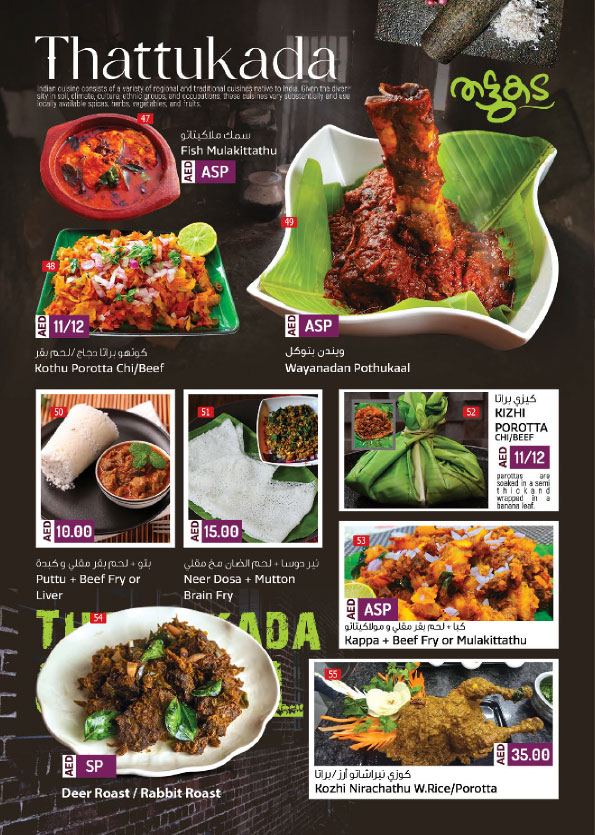 Thattukada
Indian cuisine consists of a variety of regional and traditional cuisines native to India. Given the diver-
sity in soil, climate, culture, ethnic groups, and occupations, these cuisines vary substantially and use
locally available spices, herbs, vegetables, and fruits.
തട്ടുകട
47
سمك ملاكيتاتو
Fish Mulakittathu
AED ASP
48
AED 11/12
كوتهو براتا دجاج /لحم بقر
Kothu Porotta Chi/Beef
49
AED ASP
ويندن بتوكل
Wayanadan Pothukaal
50
AED 10.00
بتو + لحم بقر مقلي و كبدة
Puttu + Beef Fry or
Liver
51
AED 15.00
نير دوسا + لحم الضان مخ مقلي
Neer Dosa + Mutton
Brain Fry
52
كيزي براتا
KIZHI
POROTTA
CHI/BEEF
AED 11/12
parottas are
soaked in a semi
thick and
wrapped in a
banana leaf.
53
AED ASP
كبا + لحم بقر مقلي و مولاكيتاتو
Kappa + Beef Fry or Mulakittathu
54
AED SP
Deer Roast / Rabbit Roast
55
AED 35.00
كوزي نيراشاتو أرز/براتا
Kozhi Nirachathu W.Rice/Porotta